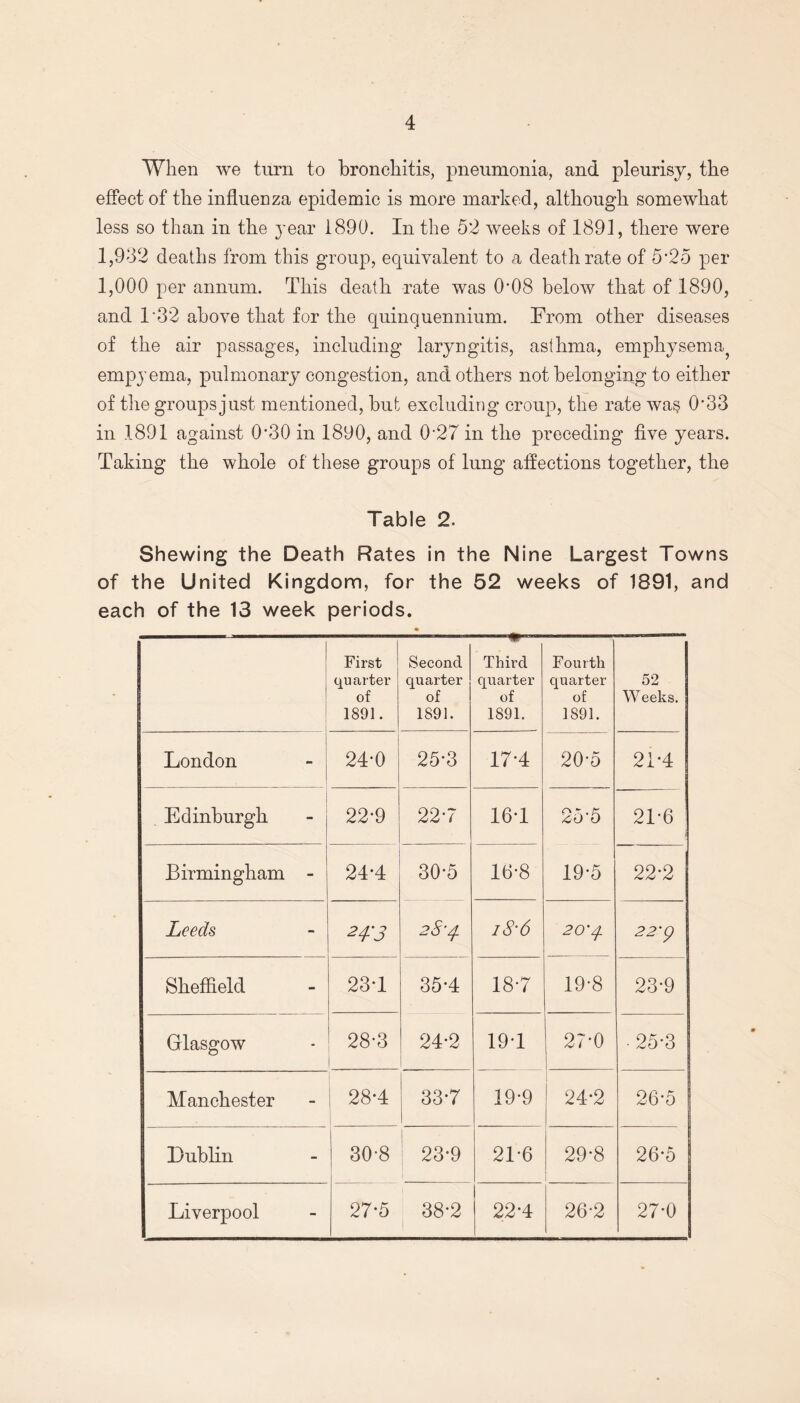 4
When we turn to bronchitis, pneumonia, and pleurisy, the
effect of the influenza epidemic is more marked, although somewhat
less so than in the year 1890. In the 52 weeks of 1891, there were
1,932 deaths from this group, equivalent to a death rate of 5·25 per
1,000 per annum. This death rate was 0·08 below that of 1890,
and 1·32 above that for the quinquennium. From other diseases
of the air passages, including laryngitis, asthma, emphysema,
empyema, pulmonary congestion, and others not belonging to either
of the groups just mentioned, but excluding croup, the rate was 0·33
in 1891 against 0·30 in 1890, and 0·27 in the preceding five years.
Taking the whole of these groups of lung affections together, the
Table 2.
Shewing the Death Rates in the Nine Largest Towns
of the United Kingdom, for the 52 weeks of 1891, and
each of the 13 week periods.
First quarter of 1891. Second quarter of 1891. Third quarter of 1891. Fourth quarter of 1891. 52 Weeks.
London - 24·0 25·3 17·4 20·5 21·4
Edinburgh - 22·9 22·7 16·1 25·5 21·6
Birmingham - 24·4 30·5 16·8 19·5 22·2
Leeds - 24·3 28·4 18·6 20·4 22·9
Sheffield - 23·1 35·4 18·7 19·8 23·9
Glasgow - 28·3 24·2 19·1 27·0 25·3
Manchester - 28·4 33·7 19·9 24·2 26·5
Dublin - 30·8 23·9 21·6 29·8 26·5
Liverpool - 27·5 38·2 22·4 26·2 27·0